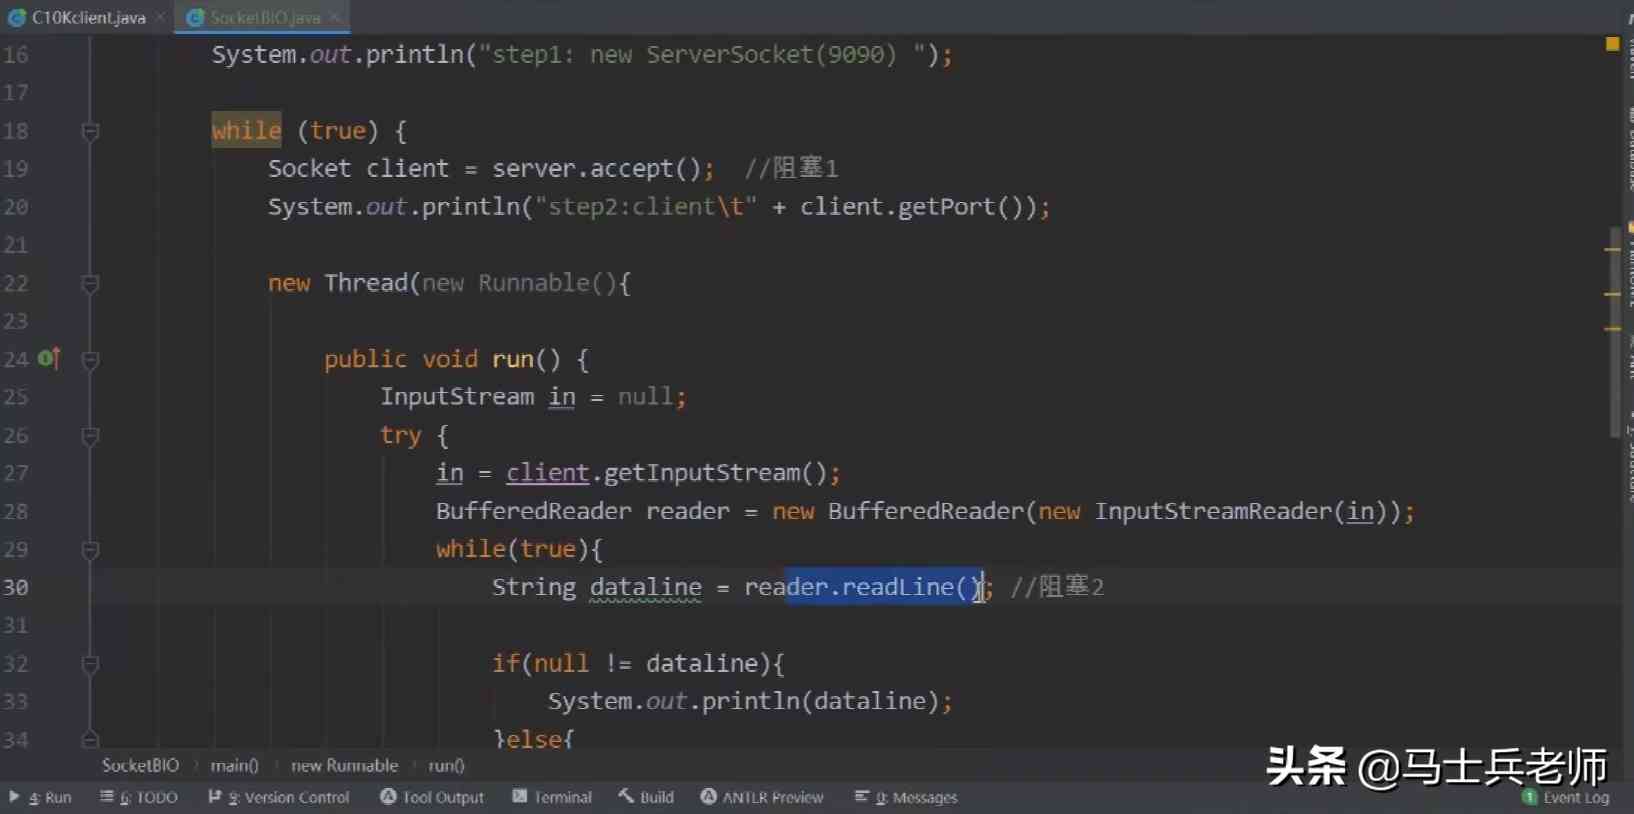 C10Kclient.java SocketBIO.java
16 System.out.println("step1: new ServerSocket(9090) ");
17
18 while (true) {
19 Socket client = server.accept(); //阻塞1
20 System.out.println("step2:client\t" + client.getPort());
21
22 new Thread(new Runnable(){
23
24 public void run() {
25 InputStream in = null;
26 try {
27 in = client.getInputStream();
28 BufferedReader reader = new BufferedReader(new InputStreamReader(in));
29 while(true){
30 String dataline = reader.readLine(); //阻塞2
31
32 if(null != dataline){
33 System.out.println(dataline);
34 }else{
头条 @马士兵老师
SocketBIO main() new Runnable run()
4: Run 6: TODO 9: Version Control Tool Output Terminal Build ANTLR Preview 0: Messages 1 Event Log